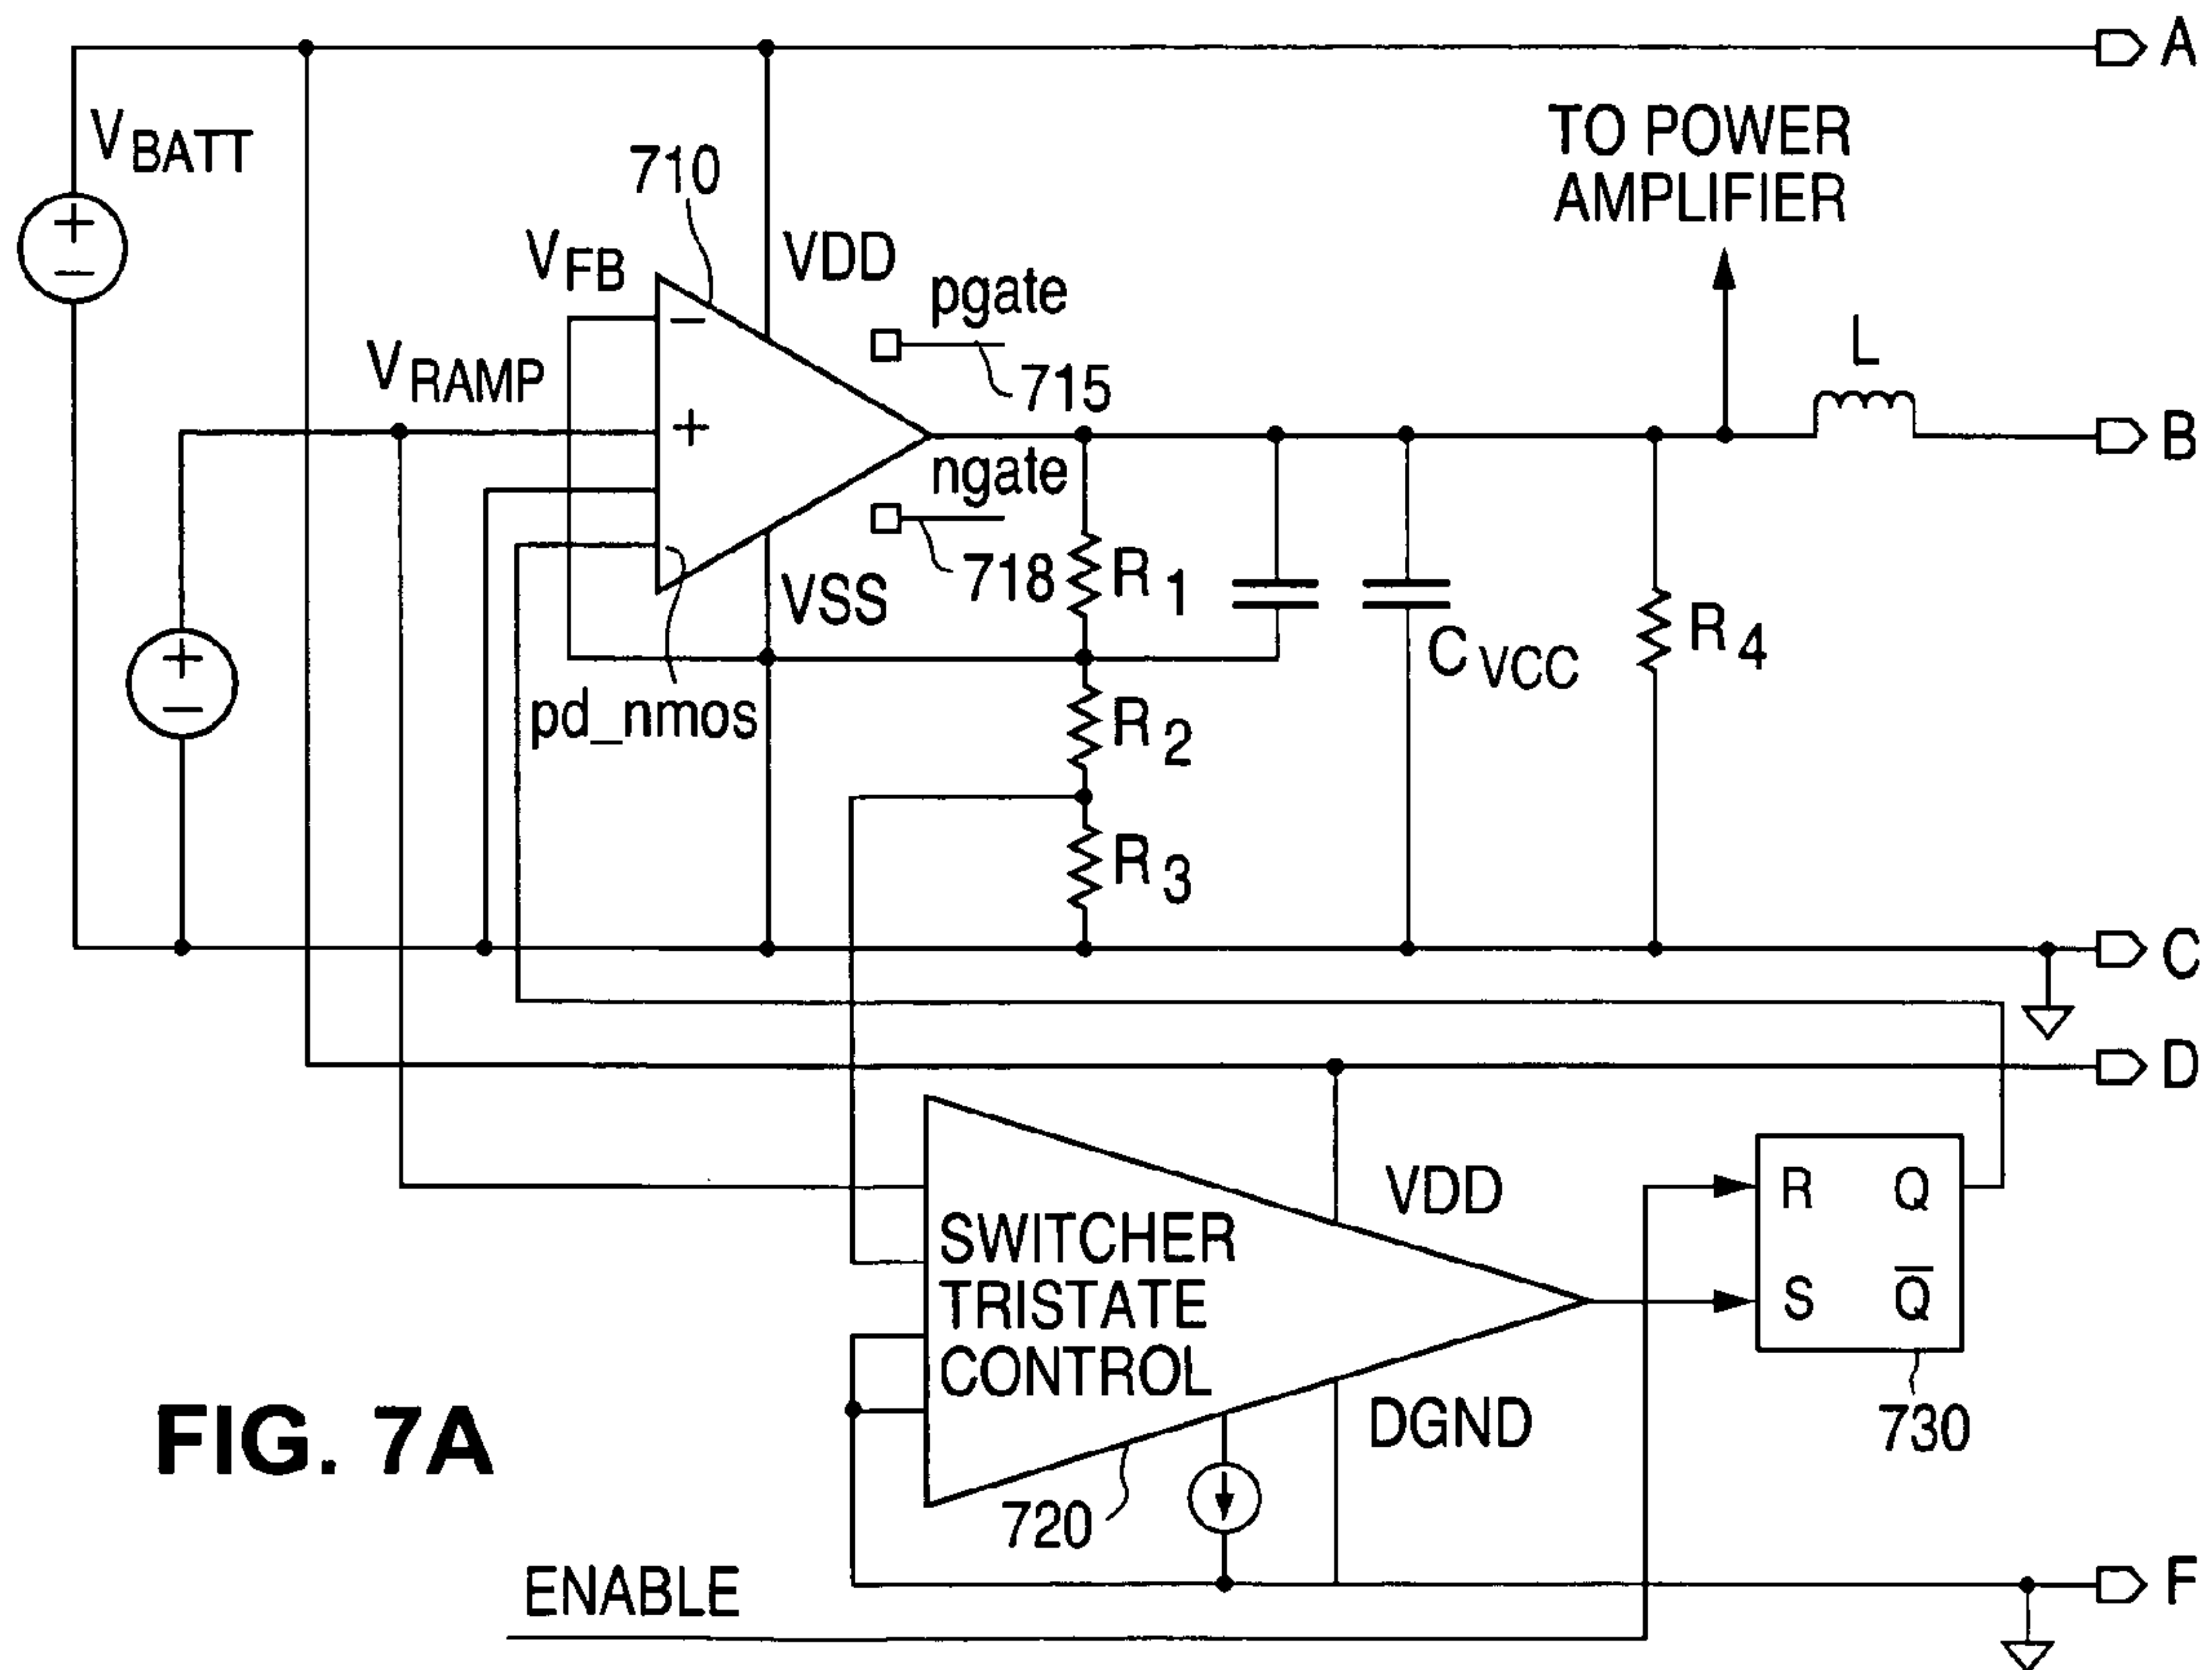 A
V BATT
TO POWER
AMPLIFIER
710
V FB
VDD
pgate
L
V RAMP
715
−
+
+
−
B
ngate
718
R 1
VSS
C VCC
R 4
+
−
pd_nmos
R 2
R 3
C
D
VDD
R Q
SWITCHER
TRISTATE
CONTROL
S Q̅
DGND
730
FIG. 7A
720
ENABLE
F